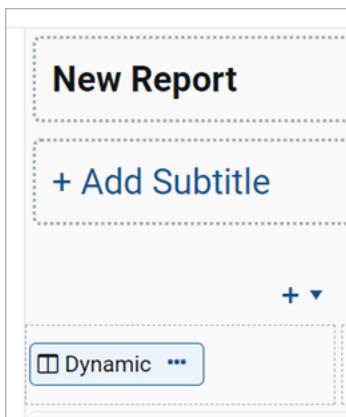 New Report
+ Add Subtitle
+
Dynamic ...